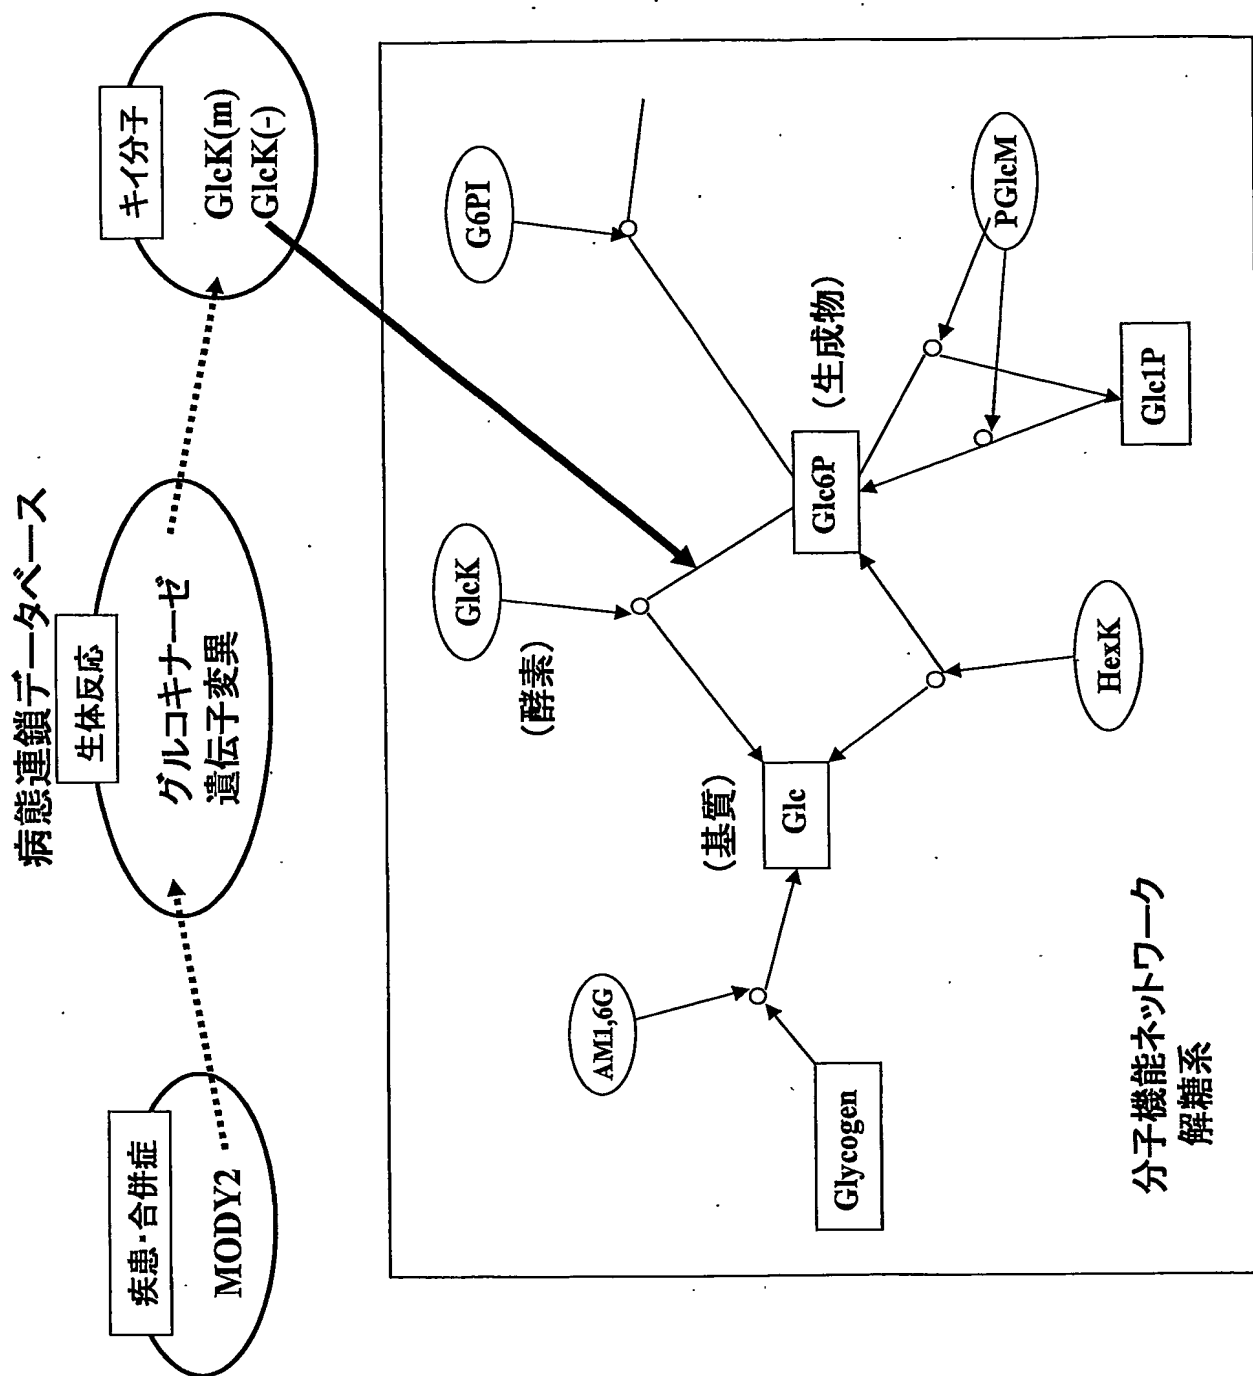 病態連鎖データベース
疾患・合併症
MODY2
生体反応
グルコキナーゼ
遺伝子変異
キイ分子
GlcK(m)
GlcK(-)
GlcK
(酵素)
G6PI
AM1,6G
(基質)
Glc
Glc6P
(生成物)
Glycogen
HexK
PGlcM
Glc1P
分子機能ネットワーク
解糖系